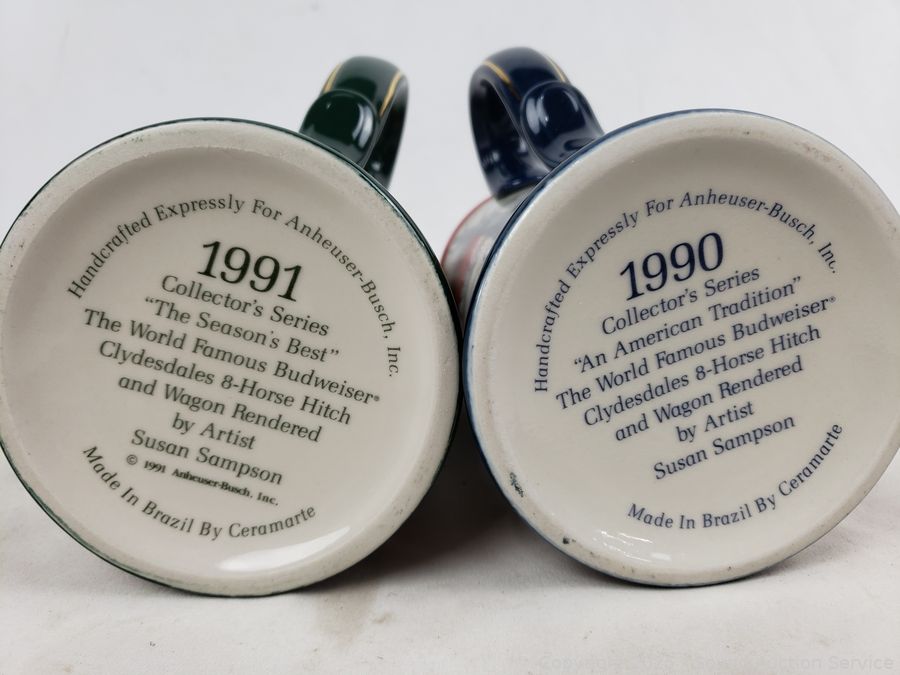 Handcrafted Expressly For Anheuser-Busch, Inc.
1991
Collector's Series
"The Season's Best"
The World Famous Budweiser®
Clydesdales 8-Horse Hitch
and Wagon Rendered
by Artist
Susan Sampson
© 1991 Anheuser-Busch, Inc.
Made In Brazil By Ceramarte
Handcrafted Expressly For Anheuser-Busch, Inc.
1990
Collector's Series
"An American Tradition"
The World Famous Budweiser®
Clydesdales 8-Horse Hitch
and Wagon Rendered
by Artist
Susan Sampson
Made In Brazil By Ceramarte
Auction Service